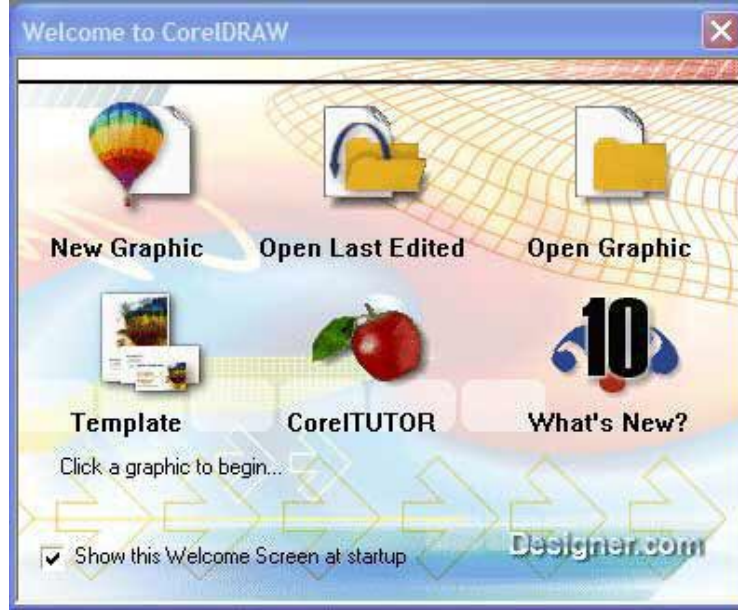 Welcome to CorelDRAW
New Graphic
Open Last Edited
Open Graphic
Template
CorelTUTOR
10
What's New?
Click a graphic to begin...
Designer.com
Show this Welcome Screen at startup